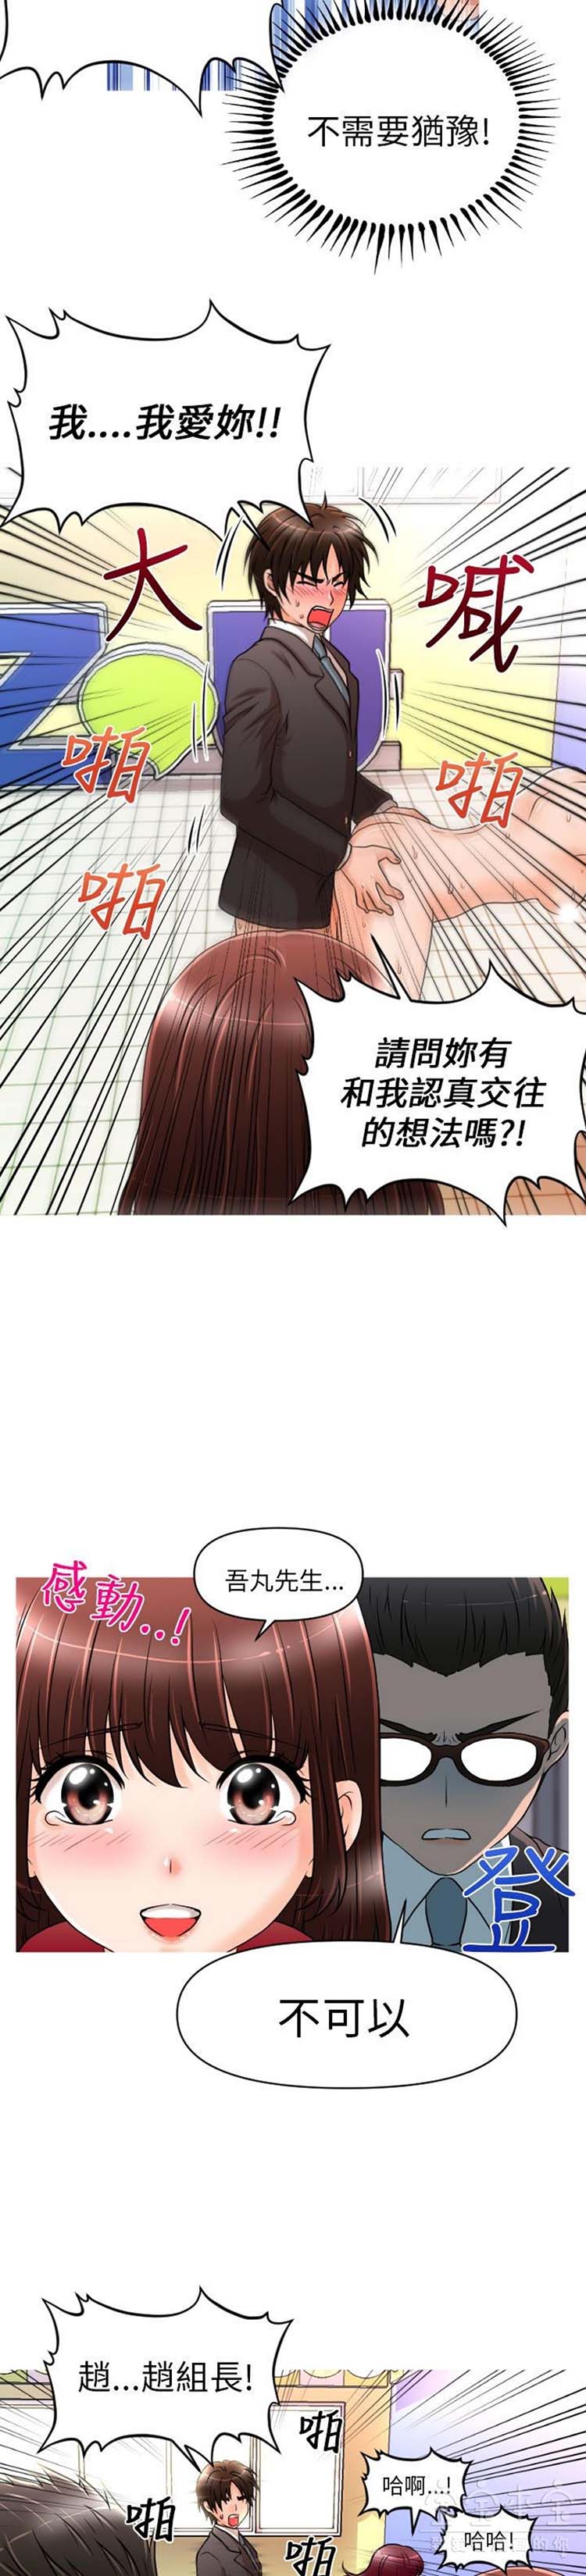 不需要猶豫!
我....我愛妳!!
大
喊
啪
啪
啪
請問妳有
和我認真交往
的想法嗎?!
感動..!
吾丸先生...
登
不可以
趙...趙組長!
啪
哈啊...!
啪
哈哈!
啪